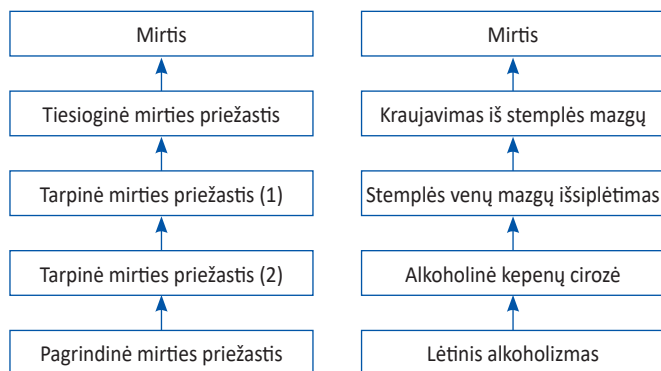 Mirtis
Tiesioginė mirties priežastis
Tarpinė mirties priežastis (1)
Tarpinė mirties priežastis (2)
Pagrindinė mirties priežastis
Mirtis
Kraujavimas iš stemplės mazgų
Stemplės venų mazgų išsiplėtimas
Alkoholinė kepenų cirozė
Lėtinis alkoholizmas